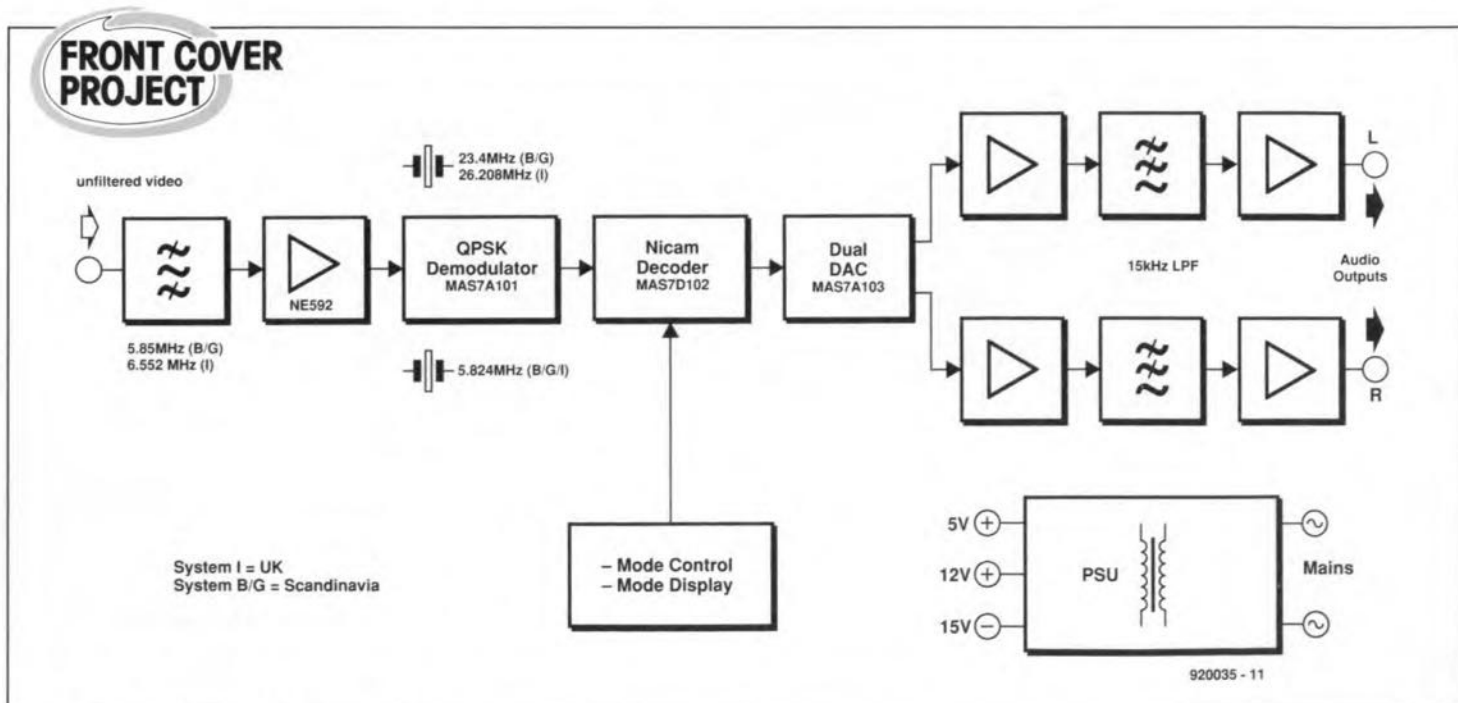 FRONT COVER
PROJECT
unfiltered video
5.85MHz (B/G)
6.552 MHz (I)
NE592
23.4MHz (B/G)
26.208MHz (I)
QPSK
Demodulator
MAS7A101
5.824MHz (B/G/I)
Nicam
Decoder
MAS7D102
Dual
DAC
MAS7A103
L
15kHz LPF
Audio
Outputs
R
– Mode Control
– Mode Display
System I = UK
System B/G = Scandinavia
5V +
12V +
15V −
PSU
Mains
920035 - 11